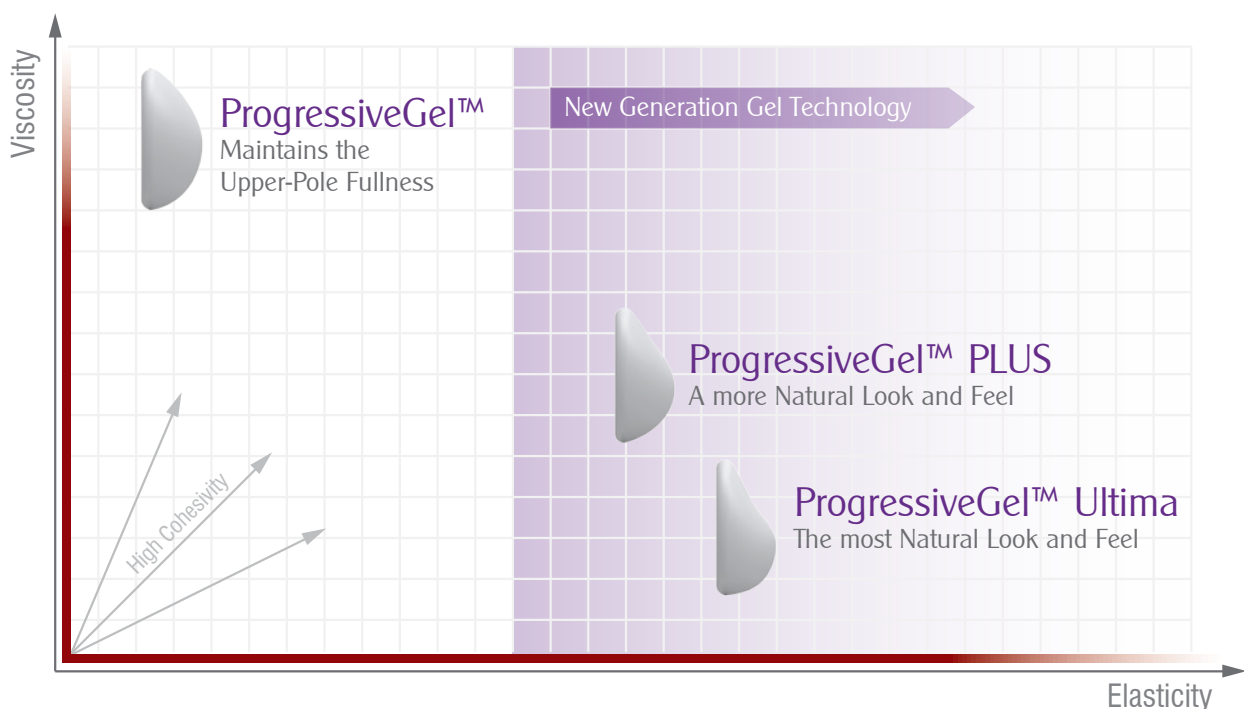 Viscosity
ProgressiveGel™
Maintains the
Upper-Pole Fullness
New Generation Gel Technology
ProgressiveGel™ PLUS
A more Natural Look and Feel
High Cohesivity
ProgressiveGel™ Ultima
The most Natural Look and Feel
Elasticity